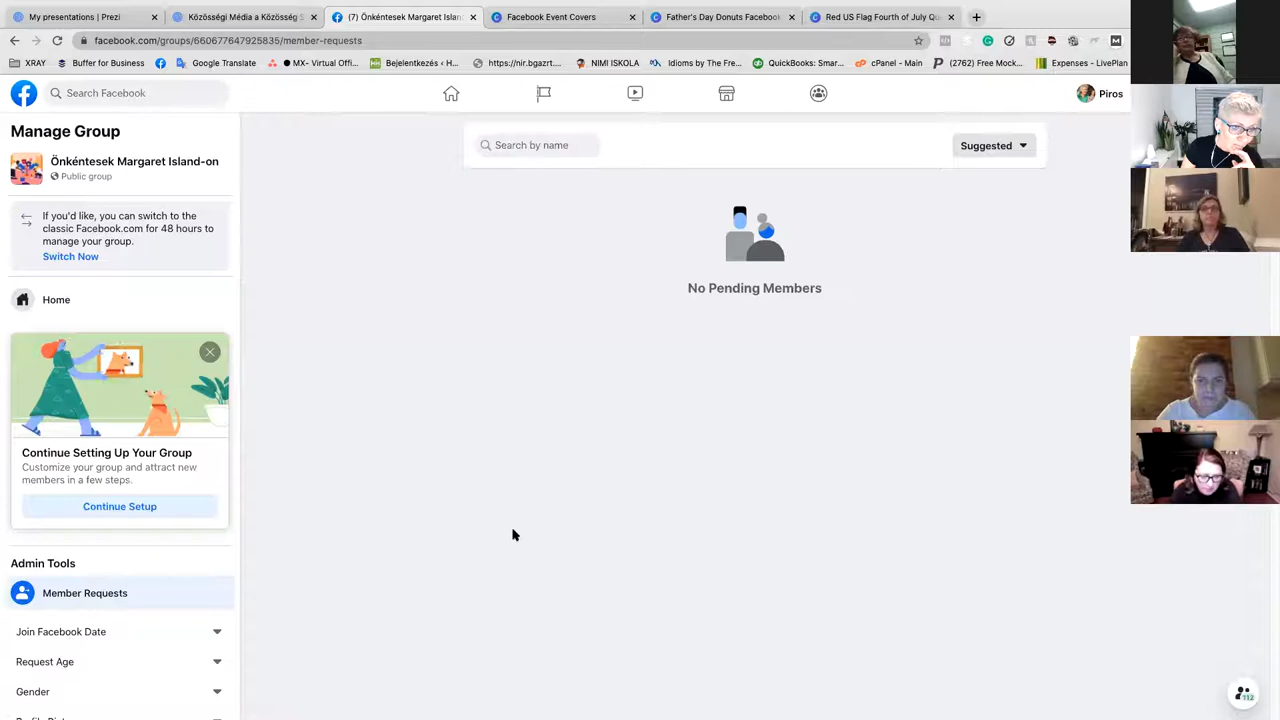 My presentations | Prezi
Közösségi Média a Közösség S
(7) Önkéntesek Margaret Islan
Facebook Event Covers
Father's Day Donuts Facebook
Red US Flag Fourth of July Qu
facebook.com/groups/660677647925835/member-requests
XRAY
Buffer for Business
Google Translate
MX- Virtual Offi...
Bejelentkezés ‹ H...
https://nir.bgazrt....
NIMI ISKOLA
Idioms by The Fre...
QuickBooks: Smar...
cPanel - Main
(2762) Free Mock...
Expenses - LivePlan
Search Facebook
Piros
Manage Group
Önkéntesek Margaret Island-on
Public group
If you'd like, you can switch to the
classic Facebook.com for 48 hours to
manage your group.
Switch Now
Home
Continue Setting Up Your Group
Customize your group and attract new
members in a few steps.
Continue Setup
Admin Tools
Member Requests
Join Facebook Date
Request Age
Gender
Search by name
Suggested
No Pending Members
112